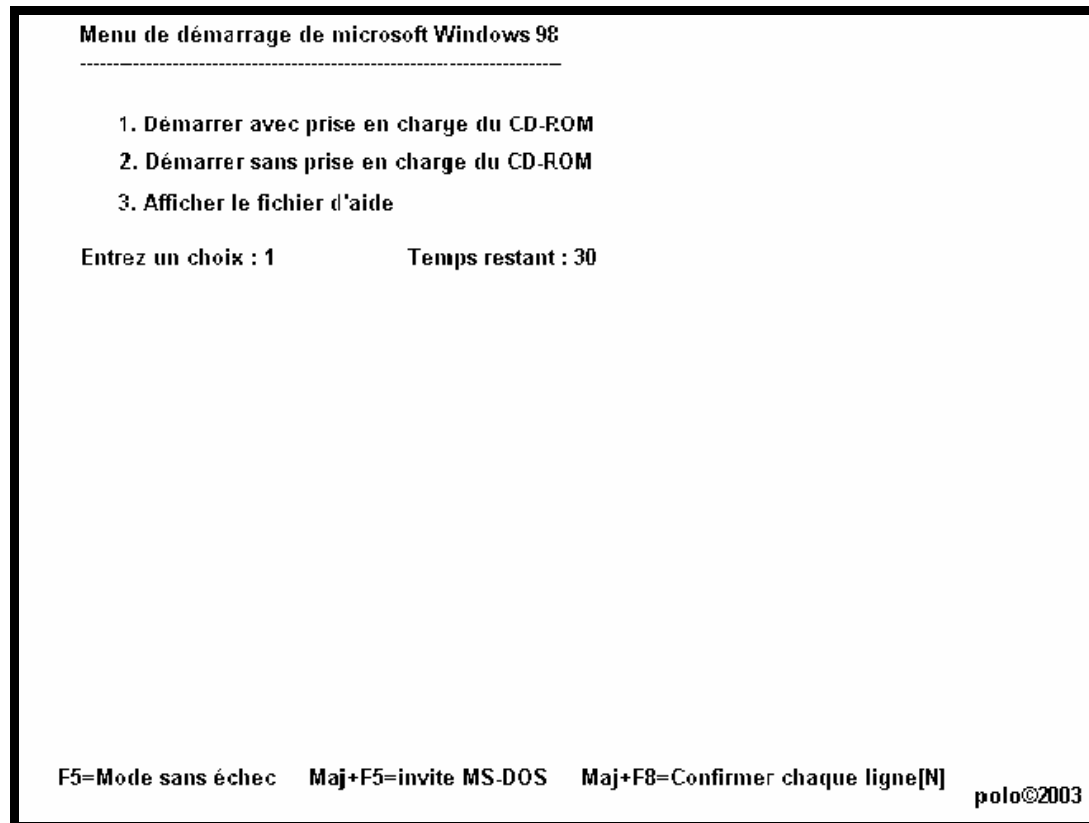 Menu de démarrage de microsoft Windows 98
--------------------------------------------------------------------------
1. Démarrer avec prise en charge du CD-ROM
2. Démarrer sans prise en charge du CD-ROM
3. Afficher le fichier d'aide
Entrez un choix : 1 Temps restant : 30
F5=Mode sans échec Maj+F5=invite MS-DOS Maj+F8=Confirmer chaque ligne[N]
polo©2003